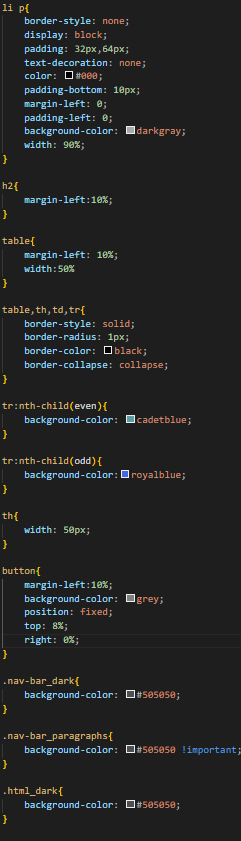 li p{
border-style: none;
display: block;
padding: 32px,64px;
text-decoration: none;
color: #000;
padding-bottom: 10px;
margin-left: 0;
padding-left: 0;
background-color: darkgray;
width: 90%;
}
h2{
margin-left:10%;
}
table{
margin-left: 10%;
width:50%
}
table,th,td,tr{
border-style: solid;
border-radius: 1px;
border-color: black;
border-collapse: collapse;
}
tr:nth-child(even){
background-color: cadetblue;
}
tr:nth-child(odd){
background-color:royalblue;
}
th{
width: 50px;
}
button{
margin-left:10%;
background-color: grey;
position: fixed;
top: 8%;
right: 0%;
}
.nav-bar_dark{
background-color: #505050;
}
.nav-bar_paragraphs{
background-color: #505050 !important;
}
.html_dark{
background-color: #505050;
}